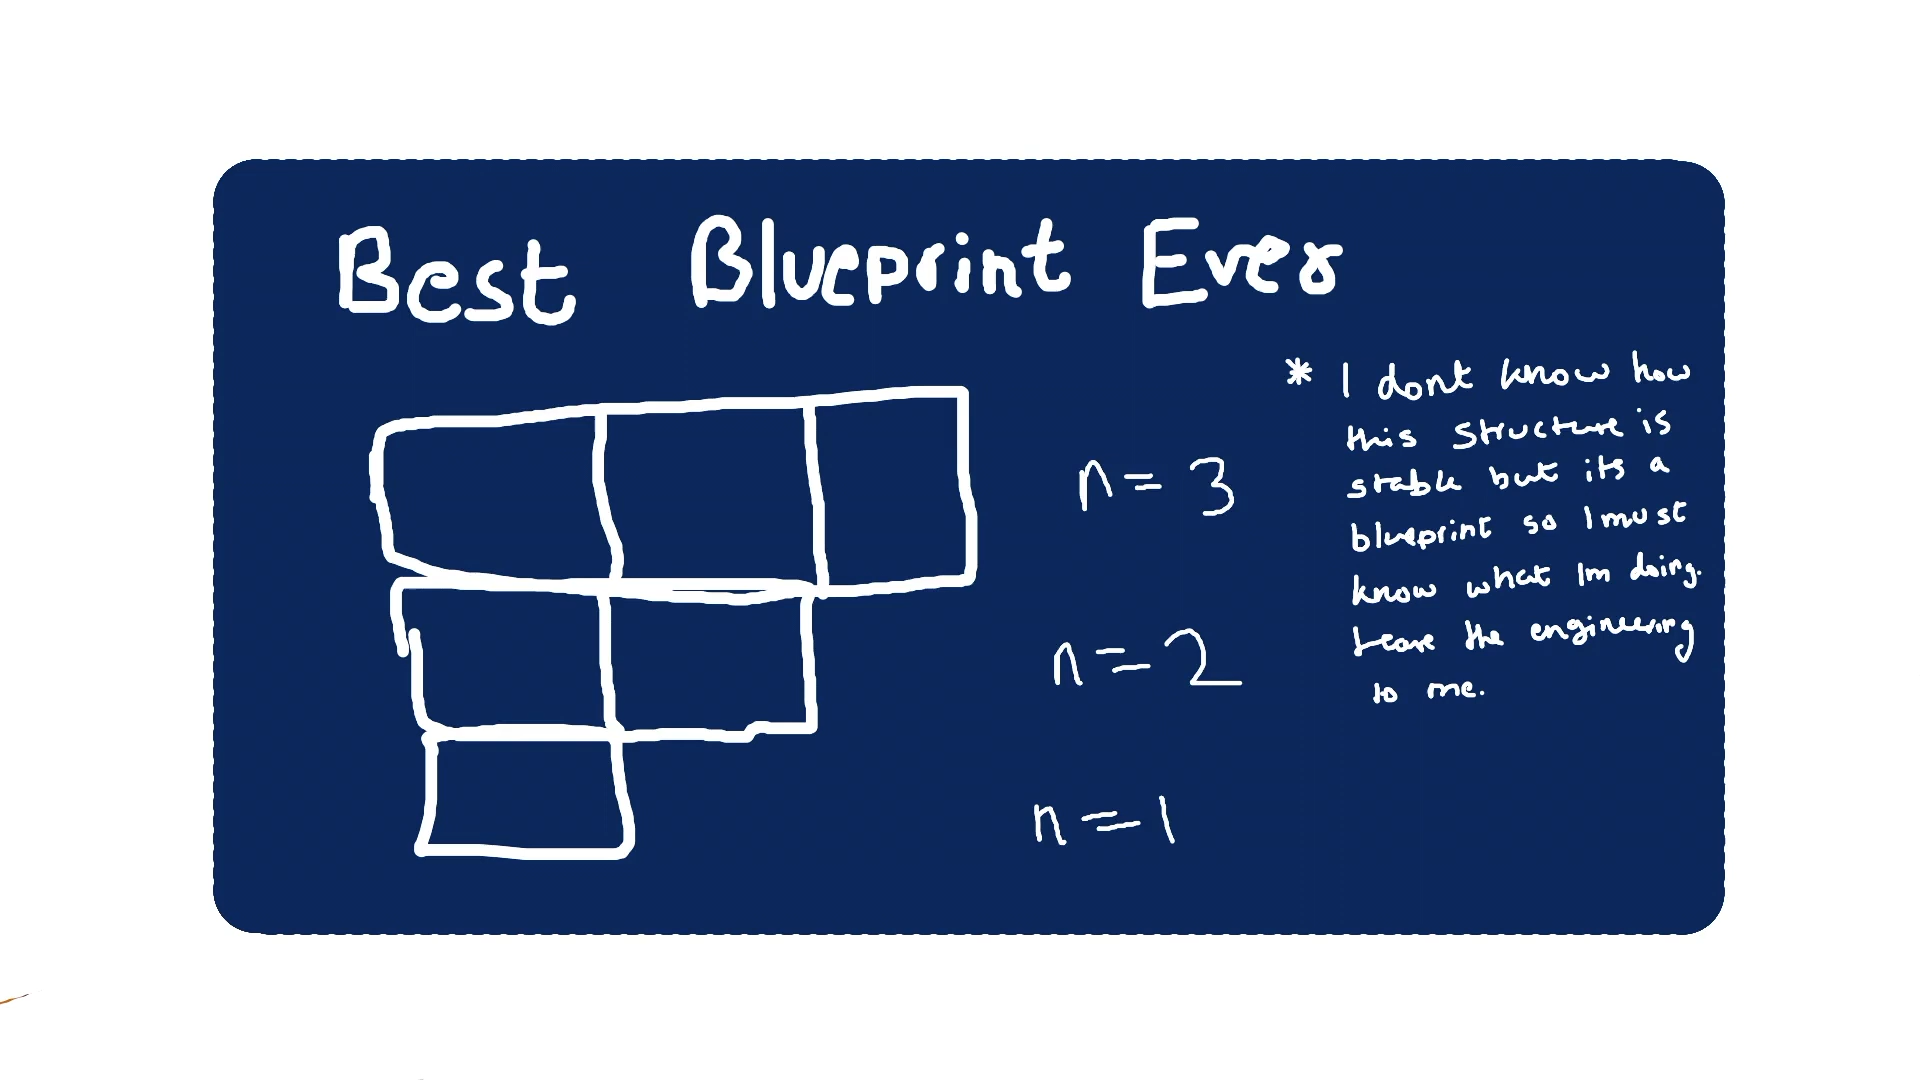 Best Blueprint Ever
* I dont know how
this structure is
stable but its a
blueprint so I must
know what Im doing.
Leave the engineering
to me.
n = 3
n = 2
n = 1